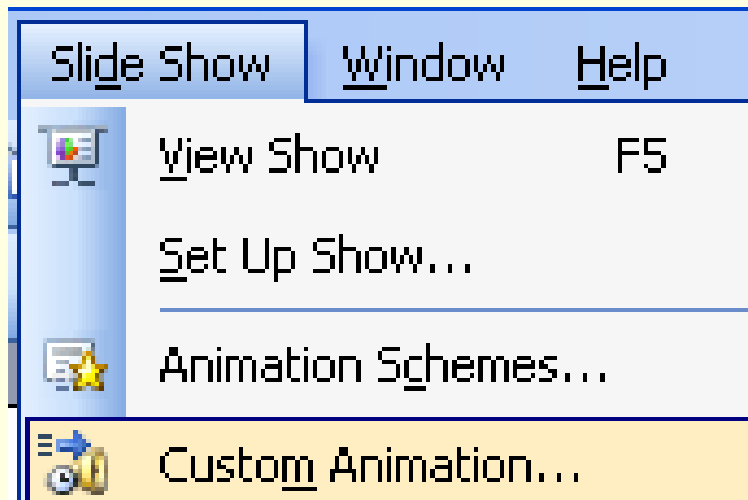 Slide Show Window Help
View Show F5
Set Up Show...
Animation Schemes...
Custom Animation...